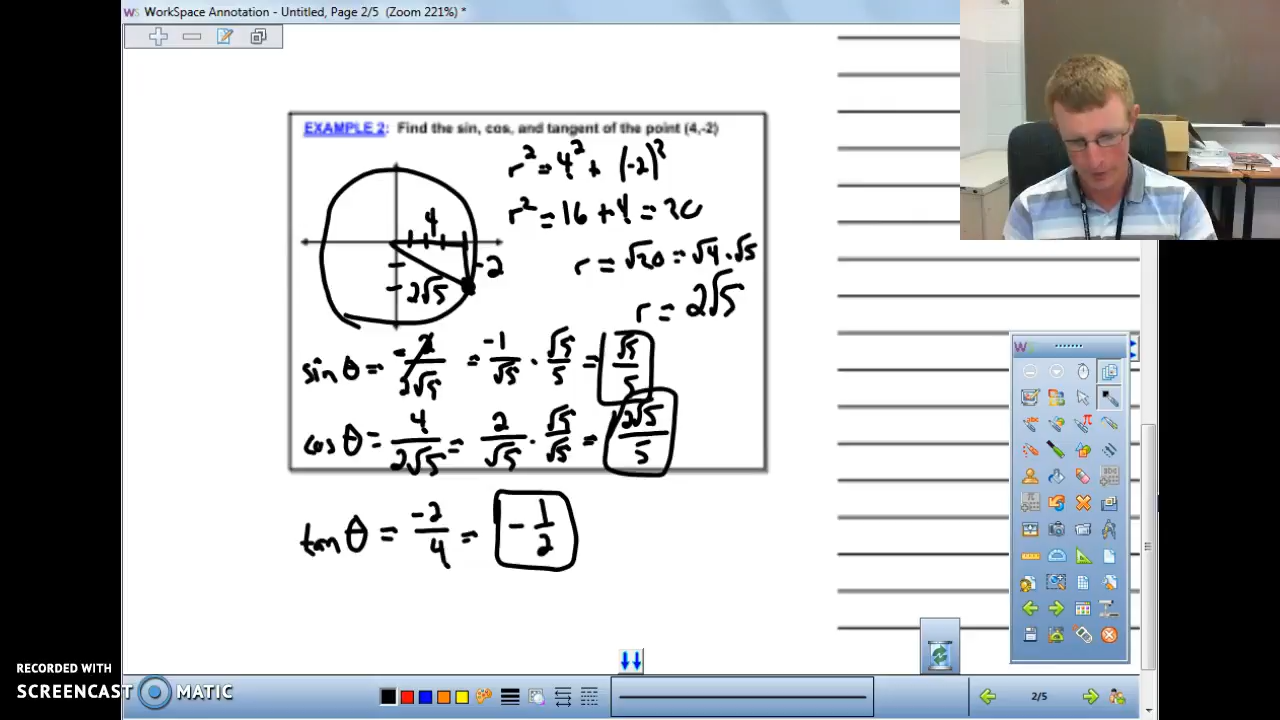 WorkSpace Annotation - Untitled, Page 2/5 (Zoom 221%) *
EXAMPLE 2: Find the sin, cos, and tangent of the point (4,-2)
r² = 4² + (-2)²
r² = 16 + 4 = 20
r = √20 = √4 · √5
r = 2√5
4
-2
2√5
sin θ = -2/2√5 = -1/√5 · √5/5 = √5/5
cos θ = 4/2√5 = 2/√5 · √5/√5 = 2√5/5
tan θ = -2/4 = -1/2
RECORDED WITH
SCREENCAST MATIC
2/5